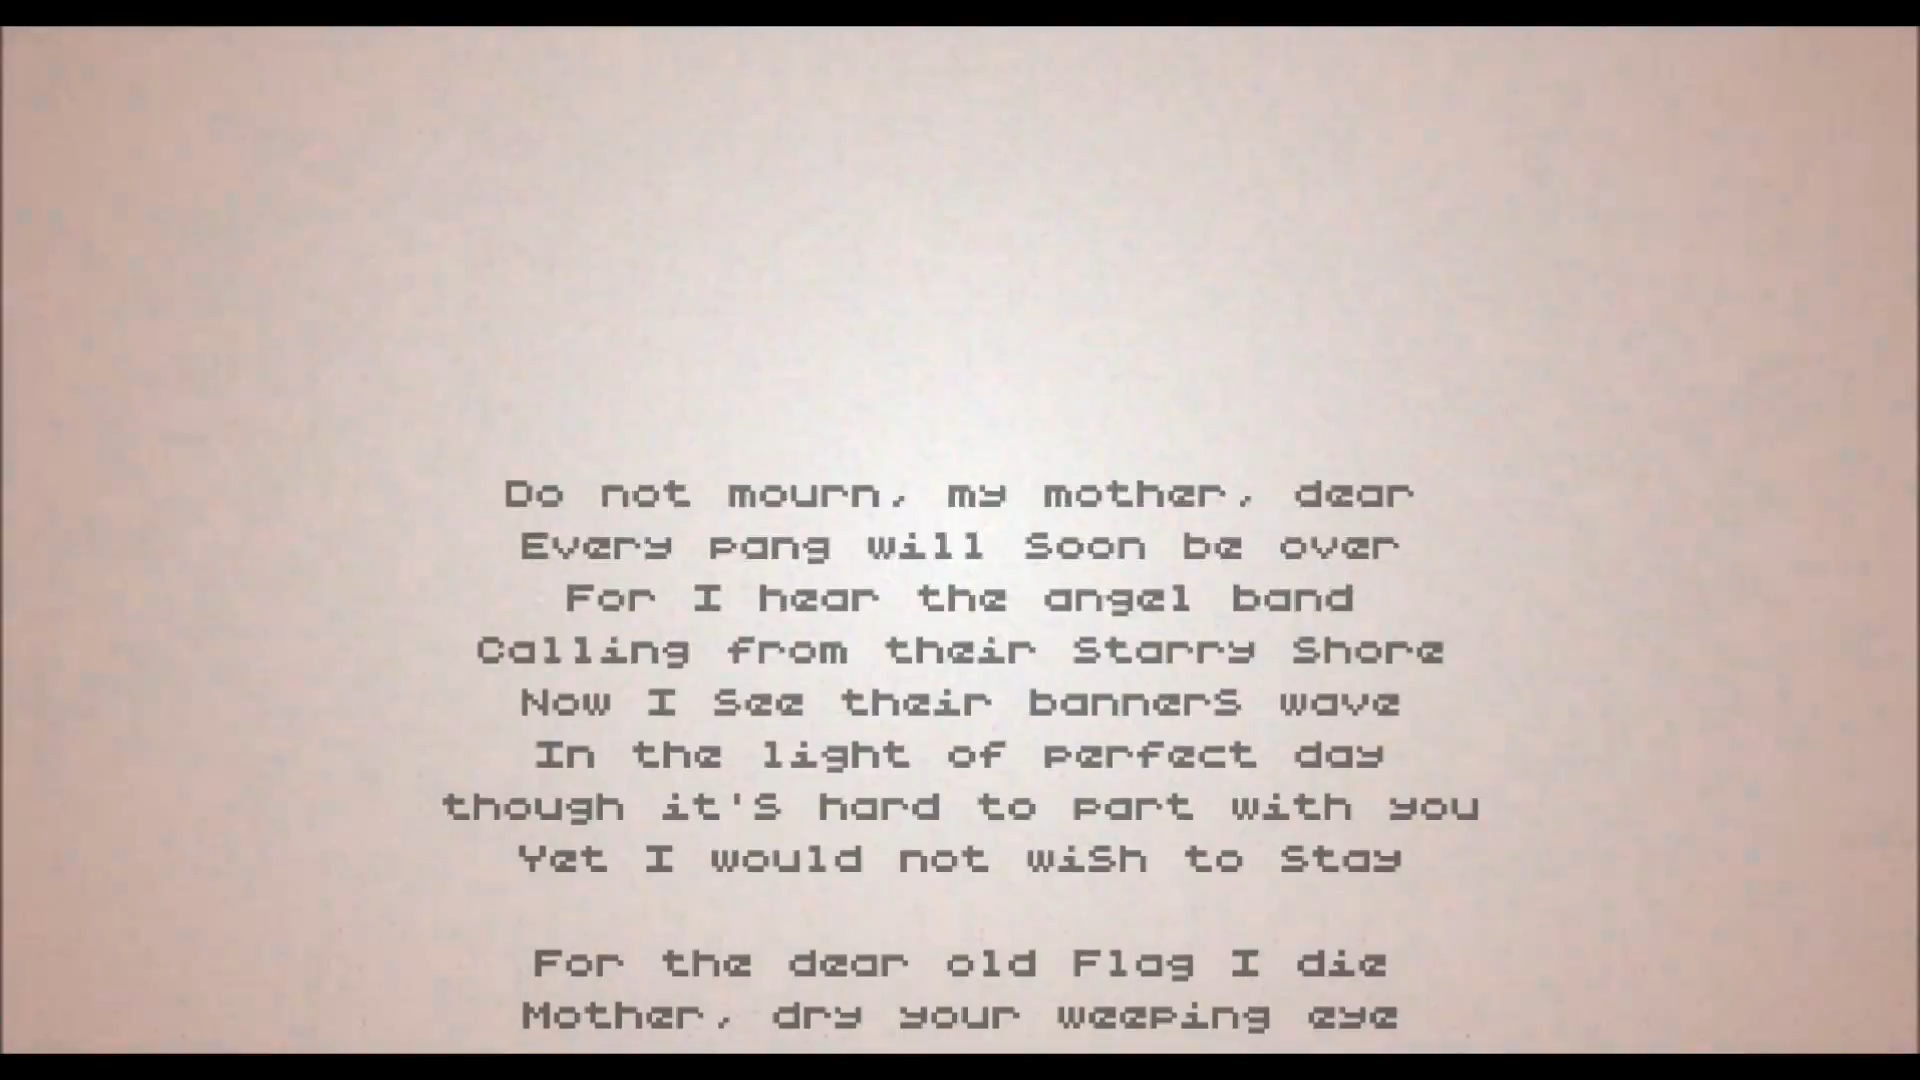 Do not mourn, my mother, dear
Every pang will Soon be over
For I hear the angel band
Calling from their Starry Shore
Now I See their bannerS wave
In the light of perfect day
though it'S hard to part with you
Yet I would not wiSh to Stay
For the dear old Flag I die
Mother, dry your weeping eye